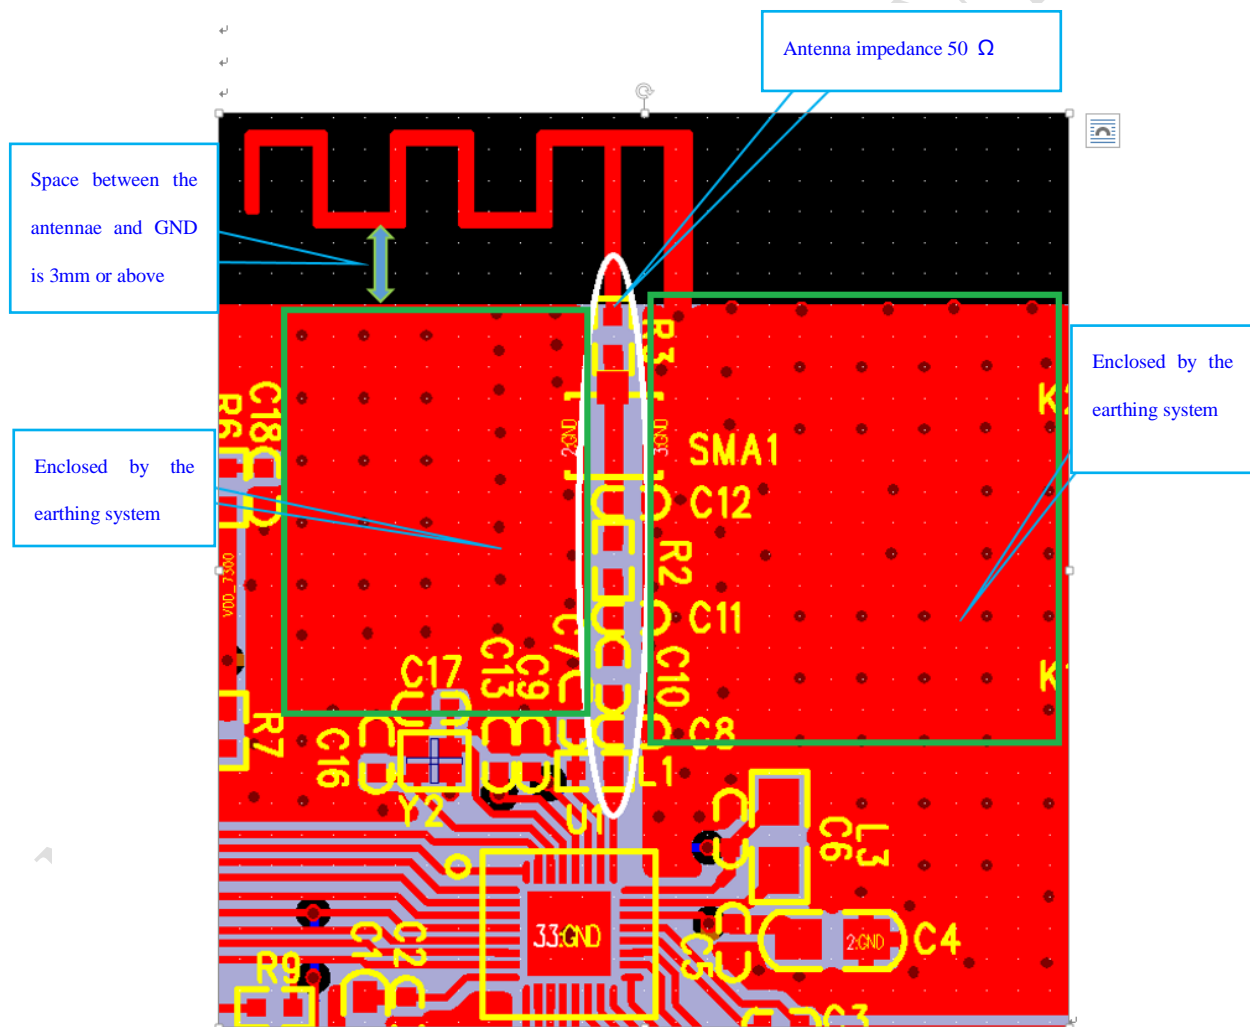 Antenna impedance 50 Ω
Space between the
antennae and GND
is 3mm or above
Enclosed by the
earthing system
Enclosed by the
earthing system
R3
R6
C18
2:GND
3:GND
SMA1
C12
R2
VDD_7300
C11
C7
C10
C17
C13
C9
R7
C16
C8
L1
Y2
U1
C6
L3
33:GND
2:GND
C4
C5
C1
C2
R9
C3